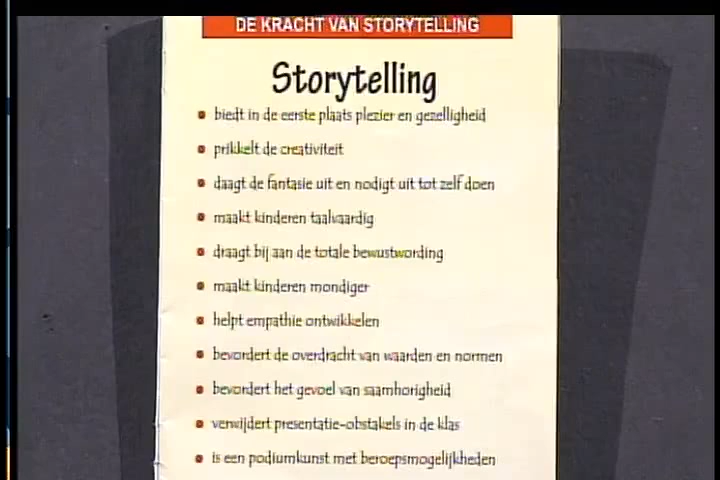 DE KRACHT VAN STORYTELLING
Storytelling
biedt in de eerste plaats plezier en gezelligheid
prikkelt de creativiteit
daagt de fantasie uit en nodigt uit tot zelf doen
maakt kinderen taalvaardig
draagt bij aan de totale bewustwording
maakt kinderen mondiger
helpt empathie ontwikkelen
bevordert de overdracht van waarden en normen
bevordert het gevoel van saamhorigheid
verwijdert presentatie-obstakels in de klas
is een podiumkunst met beroepsmogelijkheden